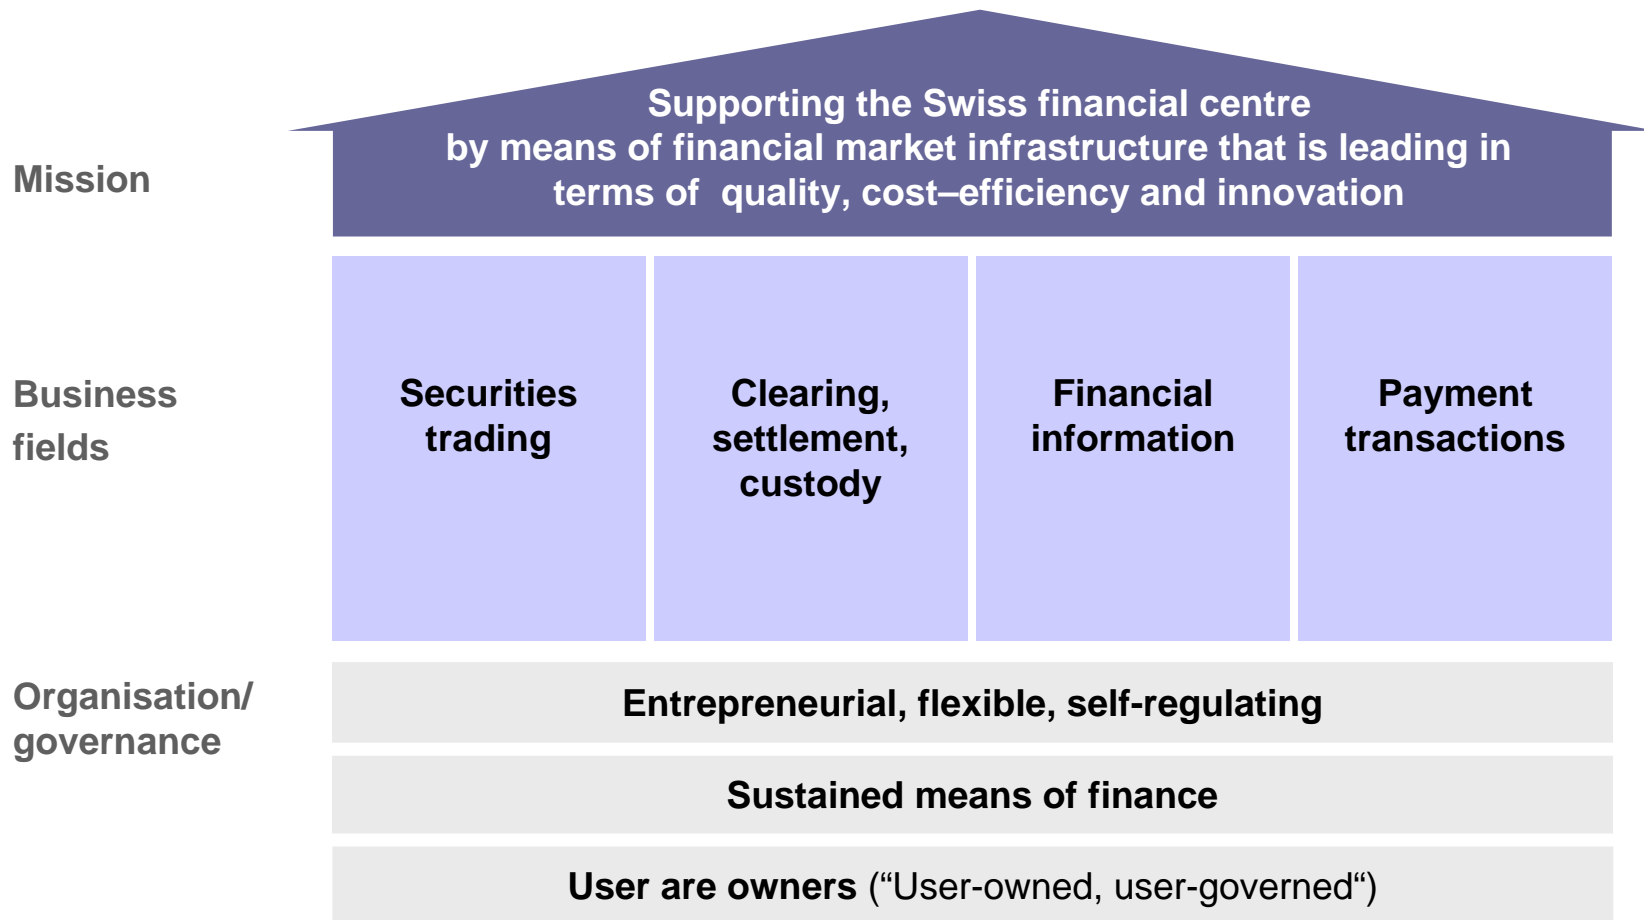 Supporting the Swiss financial centre
by means of financial market infrastructure that is leading in
terms of  quality, cost–efficiency and innovation
Mission
Business
fields
Securities
trading
Clearing,
settlement,
custody
Financial
information
Payment
transactions
Organisation/
governance
Entrepreneurial, flexible, self-regulating
Sustained means of finance
User are owners (“User-owned, user-governed“)